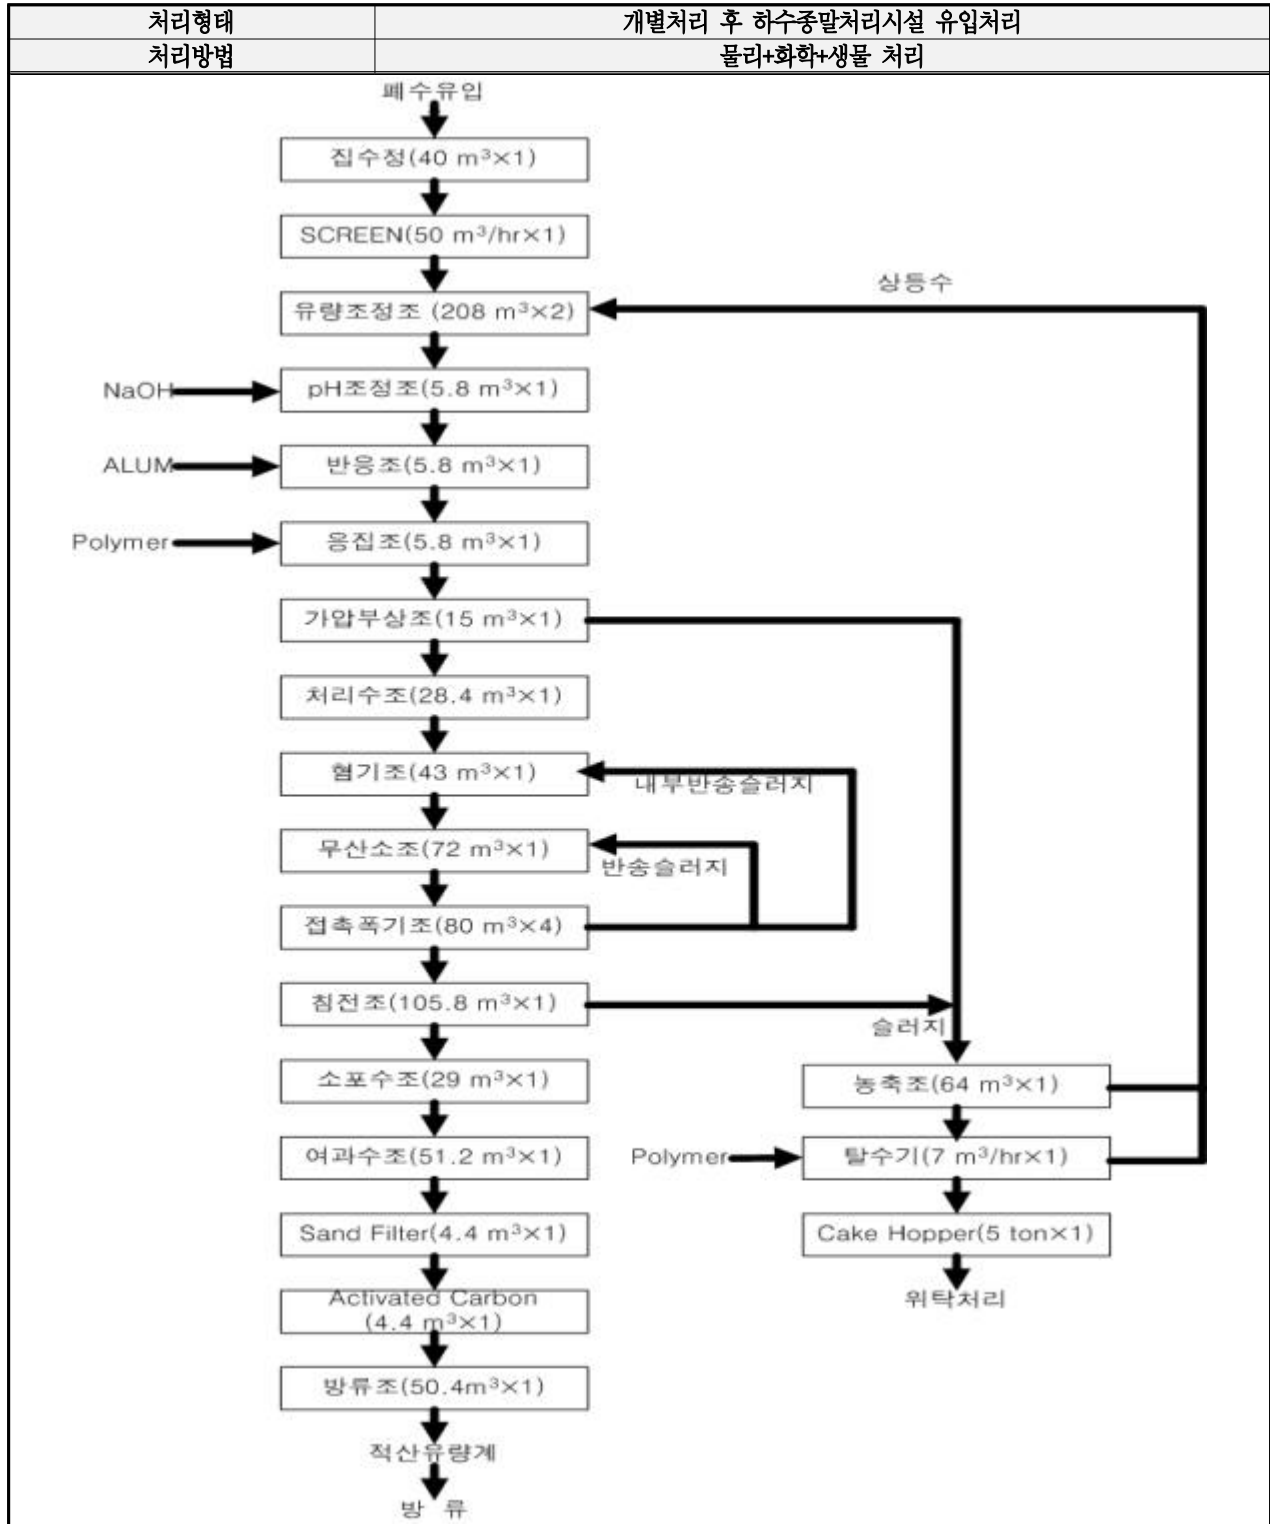 처리형태 개별처리 후 하수종말처리시설 유입처리
처리방법 물리+화학+생물 처리
폐수유입
집수정(40 m³×1)
SCREEN(50 m³/hr×1)
상등수
유량조정조 (208 m³×2)
NaOH pH조정조(5.8 m³×1)
ALUM 반응조(5.8 m³×1)
Polymer 응집조(5.8 m³×1)
가압부상조(15 m³×1)
처리수조(28.4 m³×1)
혐기조(43 m³×1)
내부반송슬러지
무산소조(72 m³×1)
반송슬러지
접촉폭기조(80 m³×4)
침전조(105.8 m³×1)
슬러지
소포수조(29 m³×1) 농축조(64 m³×1)
여과수조(51.2 m³×1) Polymer 탈수기(7 m³/hr×1)
Sand Filter(4.4 m³×1) Cake Hopper(5 ton×1)
Activated Carbon
(4.4 m³×1)
위탁처리
방류조(50.4m³×1)
적산유량계
방 류